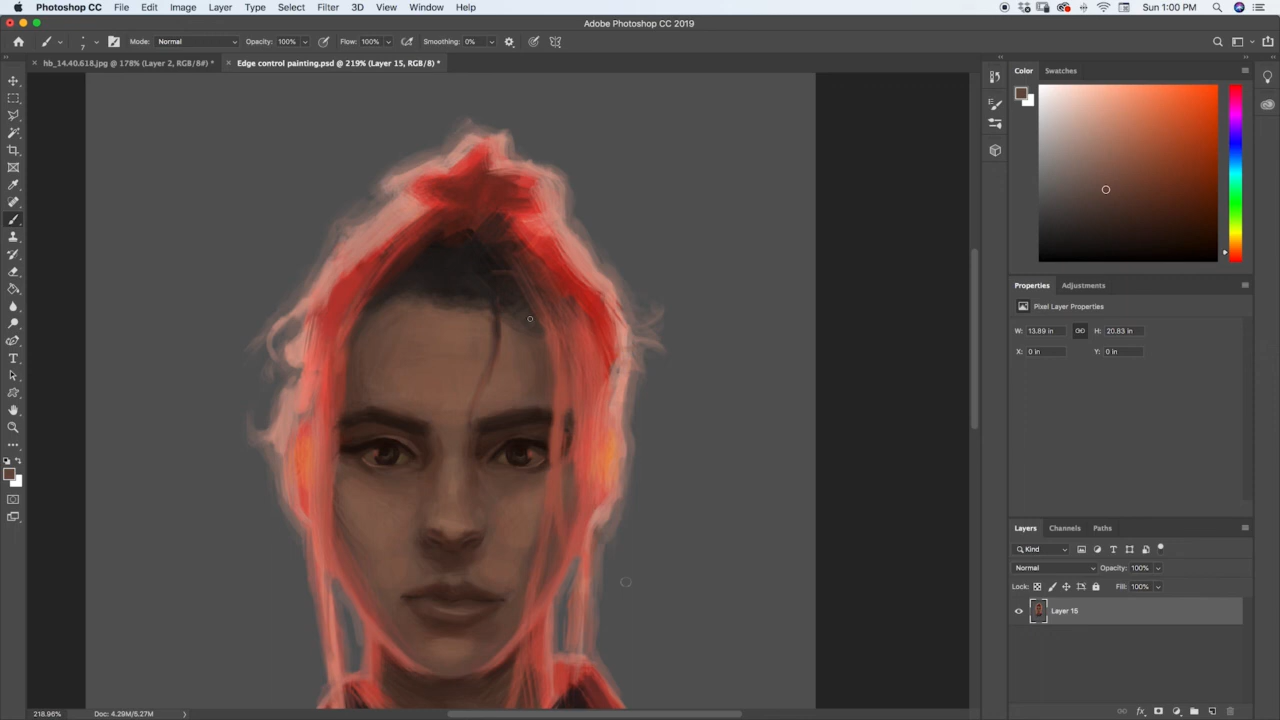 Photoshop CC File Edit Image Layer Type Select Filter 3D View Window Help Sun 1:00 PM
Adobe Photoshop CC 2019
7 Mode: Normal Opacity: 100% Flow: 100% Smoothing: 0%
hb_14.40.618.jpg @ 178% (Layer 2, RGB/8#) * Edge control painting.psd @ 219% (Layer 15, RGB/8) *
Color Swatches
Properties Adjustments
Pixel Layer Properties
W: 13.89 in H: 20.83 in
X: 0 in Y: 0 in
Layers Channels Paths
Kind
Normal Opacity: 100%
Lock: Fill: 100%
Layer 15
218.96% Doc: 4.29M/5.27M